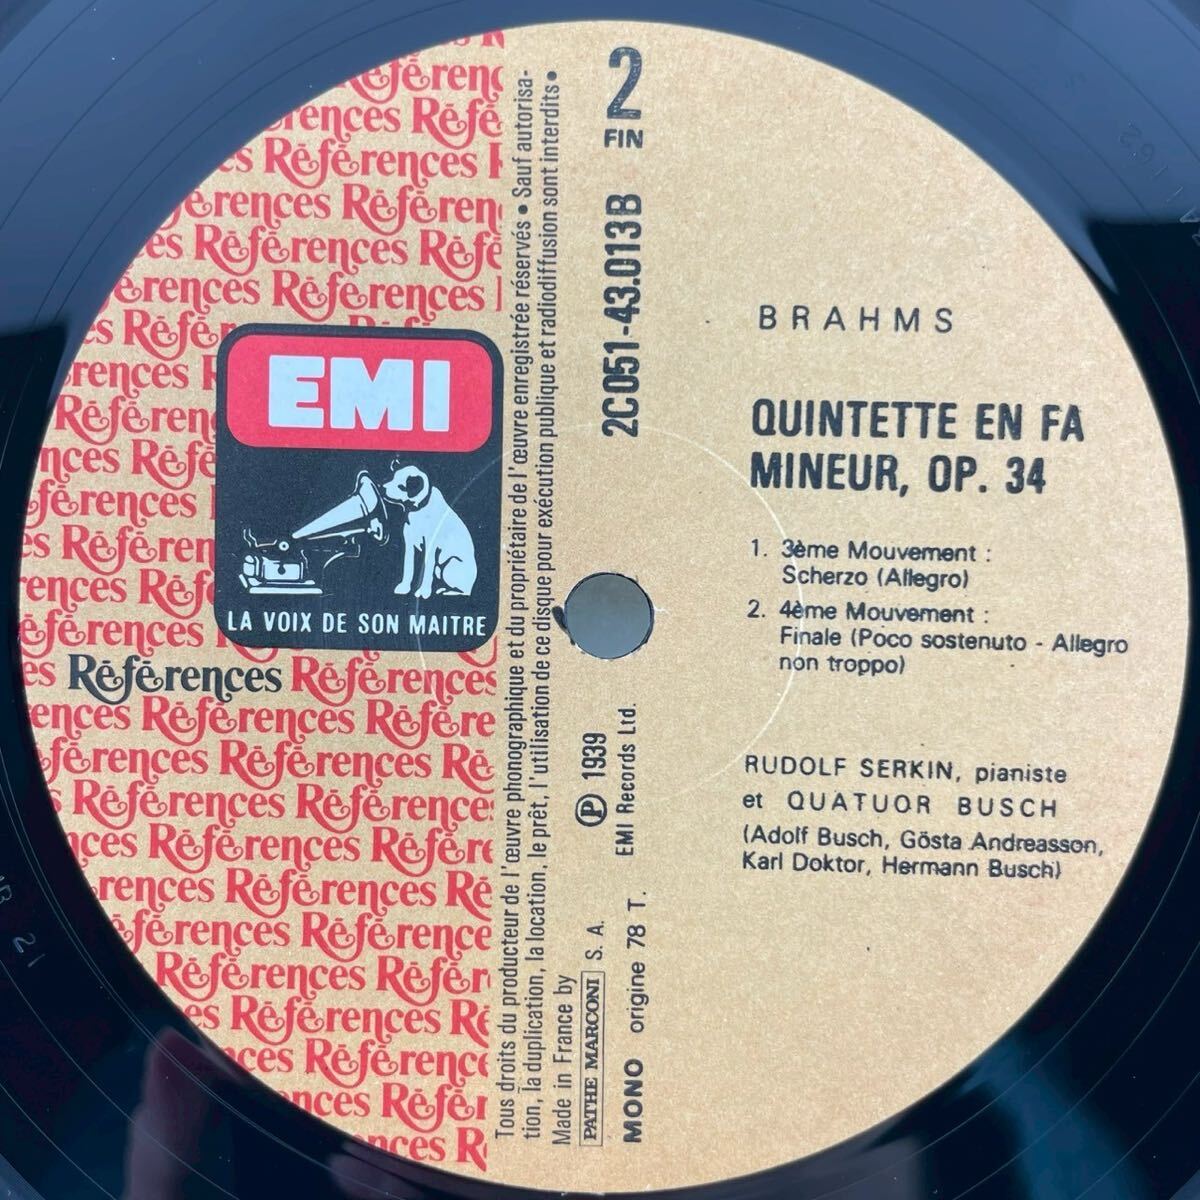 EMI
LA VOIX DE SON MAITRE
Références
Références
Tous droits du producteur de l'œuvre phonographique et du propriétaire de l'œuvre enregistrée réservés • Sauf autorisa-
tion, la duplication, la location, le prêt, l'utilisation de ce disque pour exécution publique et radiodiffusion sont interdits •
Made in France by
PATHE MARCONI S. A.
℗ 1939
EMI Records Ltd.
MONO origine 78 T.
2C051-43.013B
2
FIN
BRAHMS
QUINTETTE EN FA
MINEUR, OP. 34
1. 3ème Mouvement :
Scherzo (Allegro)
2. 4ème Mouvement :
Finale (Poco sostenuto - Allegro
non troppo)
RUDOLF SERKIN, pianiste
et QUATUOR BUSCH
(Adolf Busch, Gösta Andreasson,
Karl Doktor, Hermann Busch)